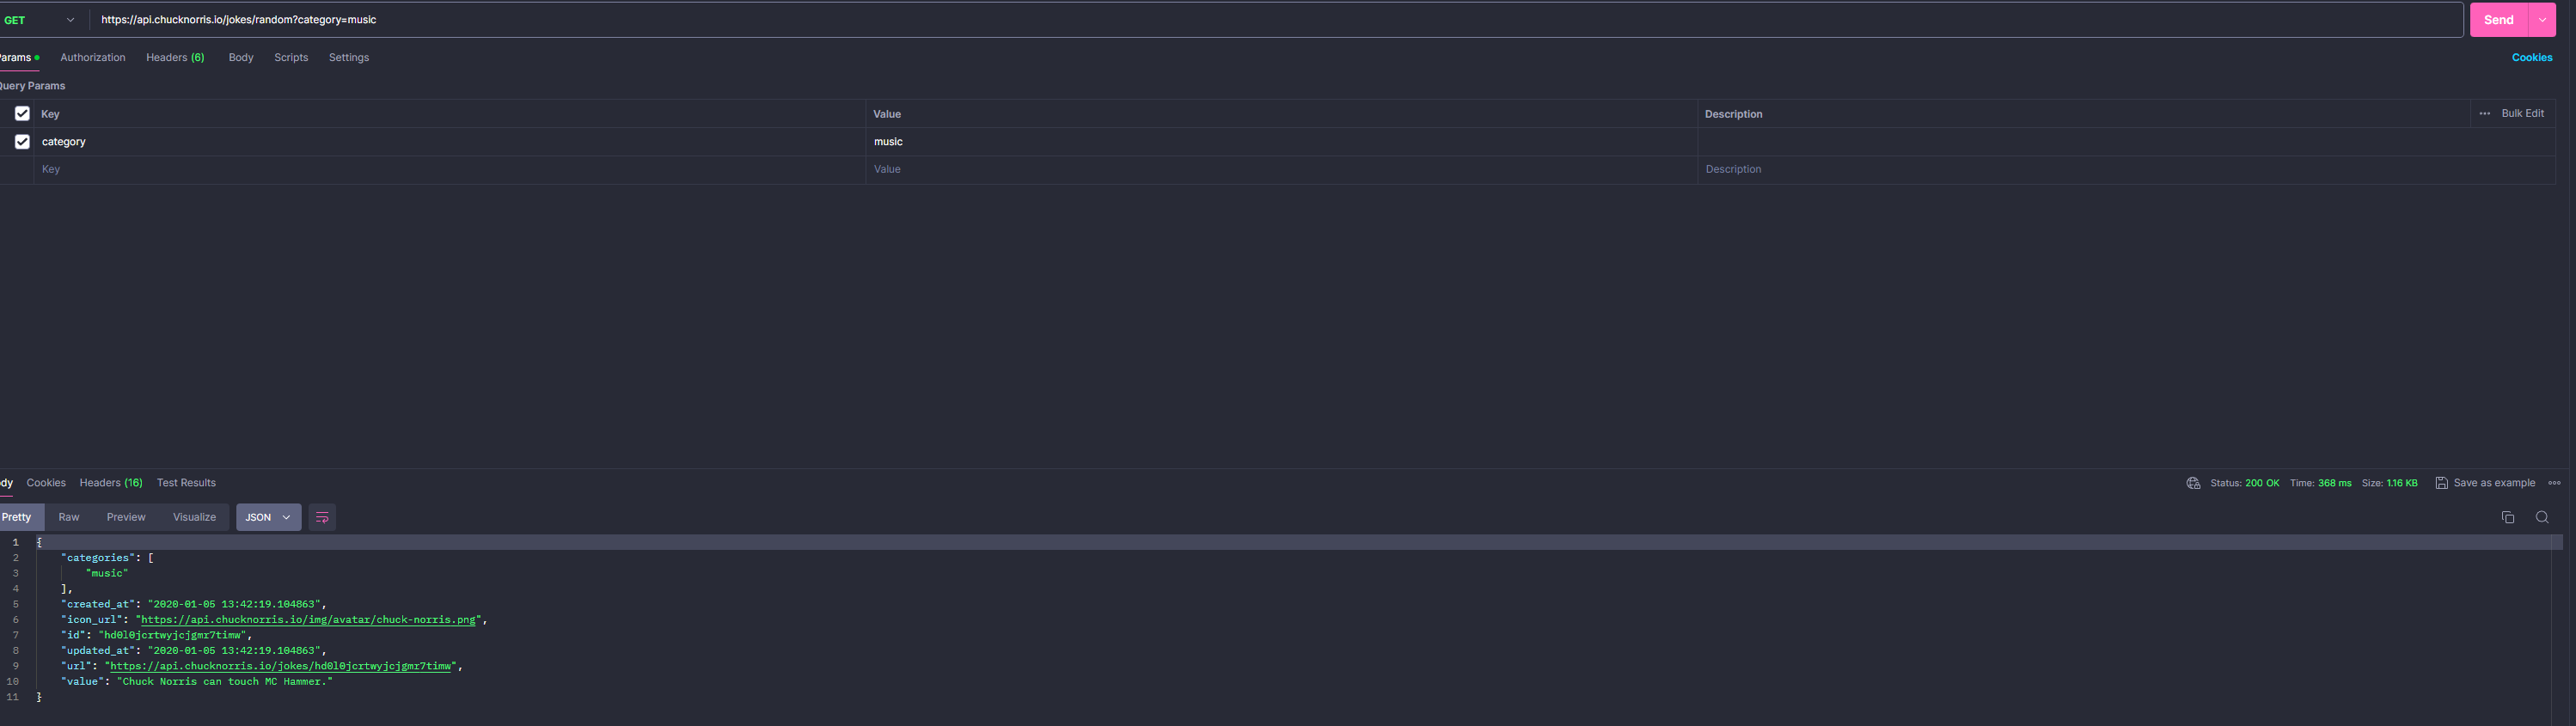 GET https://api.chucknorris.io/jokes/random?category=music Send
Params Authorization Headers (6) Body Scripts Settings Cookies
Query Params
Key Value Description ••• Bulk Edit
category music
Key Value Description
ody Cookies Headers (16) Test Results Status: 200 OK Time: 368 ms Size: 1.16 KB Save as example
Pretty Raw Preview Visualize JSON
1 {
2 "categories": [
3 "music"
4 ],
5 "created_at": "2020-01-05 13:42:19.104863",
6 "icon_url": "https://api.chucknorris.io/img/avatar/chuck-norris.png",
7 "id": "hd0l0jcrtwyjcjgmr7timw",
8 "updated_at": "2020-01-05 13:42:19.104863",
9 "url": "https://api.chucknorris.io/jokes/hd0l0jcrtwyjcjgmr7timw",
10 "value": "Chuck Norris can touch MC Hammer."
11 }